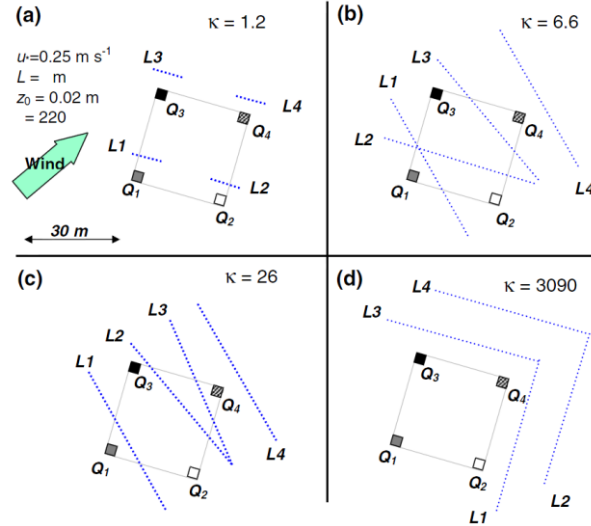 (a)
κ = 1.2
u*=0.25 m s⁻¹
L = m
z₀ = 0.02 m
= 220
Wind
L3
L4
Q₃
Q₄
L1
L2
Q₁
Q₂
30 m
(b)
κ = 6.6
L3
L1
Q₃
L2
Q₄
Q₁
Q₂
L4
(c)
κ = 26
L3
L2
L1
Q₃
Q₄
Q₁
Q₂
L4
(d)
κ = 3090
L4
L3
L2
Q₃
Q₄
Q₁
Q₂
L1